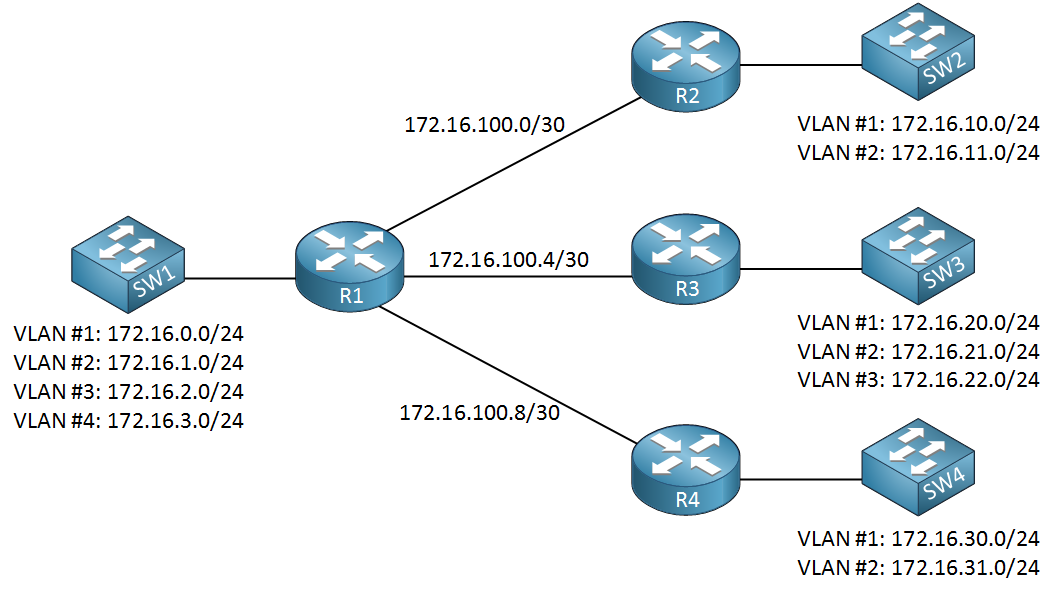 R2
SW2
172.16.100.0/30
VLAN #1: 172.16.10.0/24
VLAN #2: 172.16.11.0/24
SW1
R1
172.16.100.4/30
R3
SW3
VLAN #1: 172.16.0.0/24
VLAN #2: 172.16.1.0/24
VLAN #3: 172.16.2.0/24
VLAN #4: 172.16.3.0/24
VLAN #1: 172.16.20.0/24
VLAN #2: 172.16.21.0/24
VLAN #3: 172.16.22.0/24
172.16.100.8/30
R4
SW4
VLAN #1: 172.16.30.0/24
VLAN #2: 172.16.31.0/24